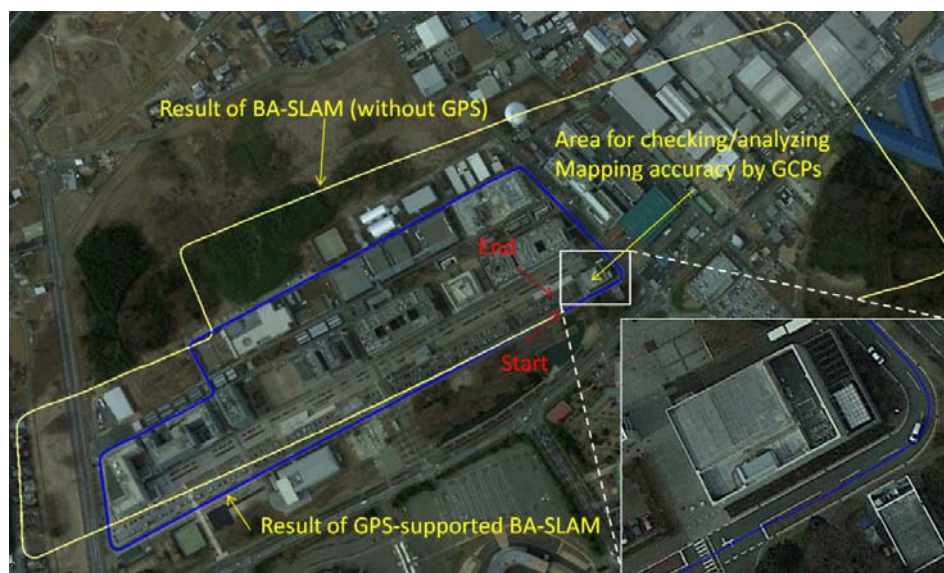 Result of BA-SLAM (without GPS)
Area for checking/analyzing
Mapping accuracy by GCPs
End
Start
Result of GPS-supported BA-SLAM